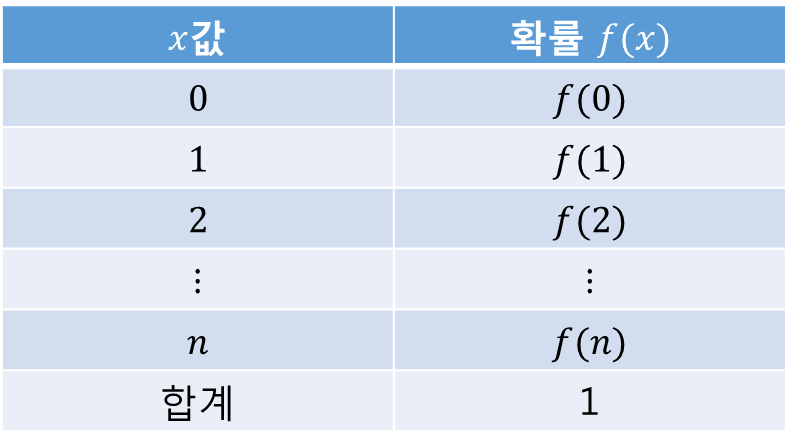 x값 확률 f(x)
0 f(0)
1 f(1)
2 f(2)
⋮ ⋮
n f(n)
합계 1